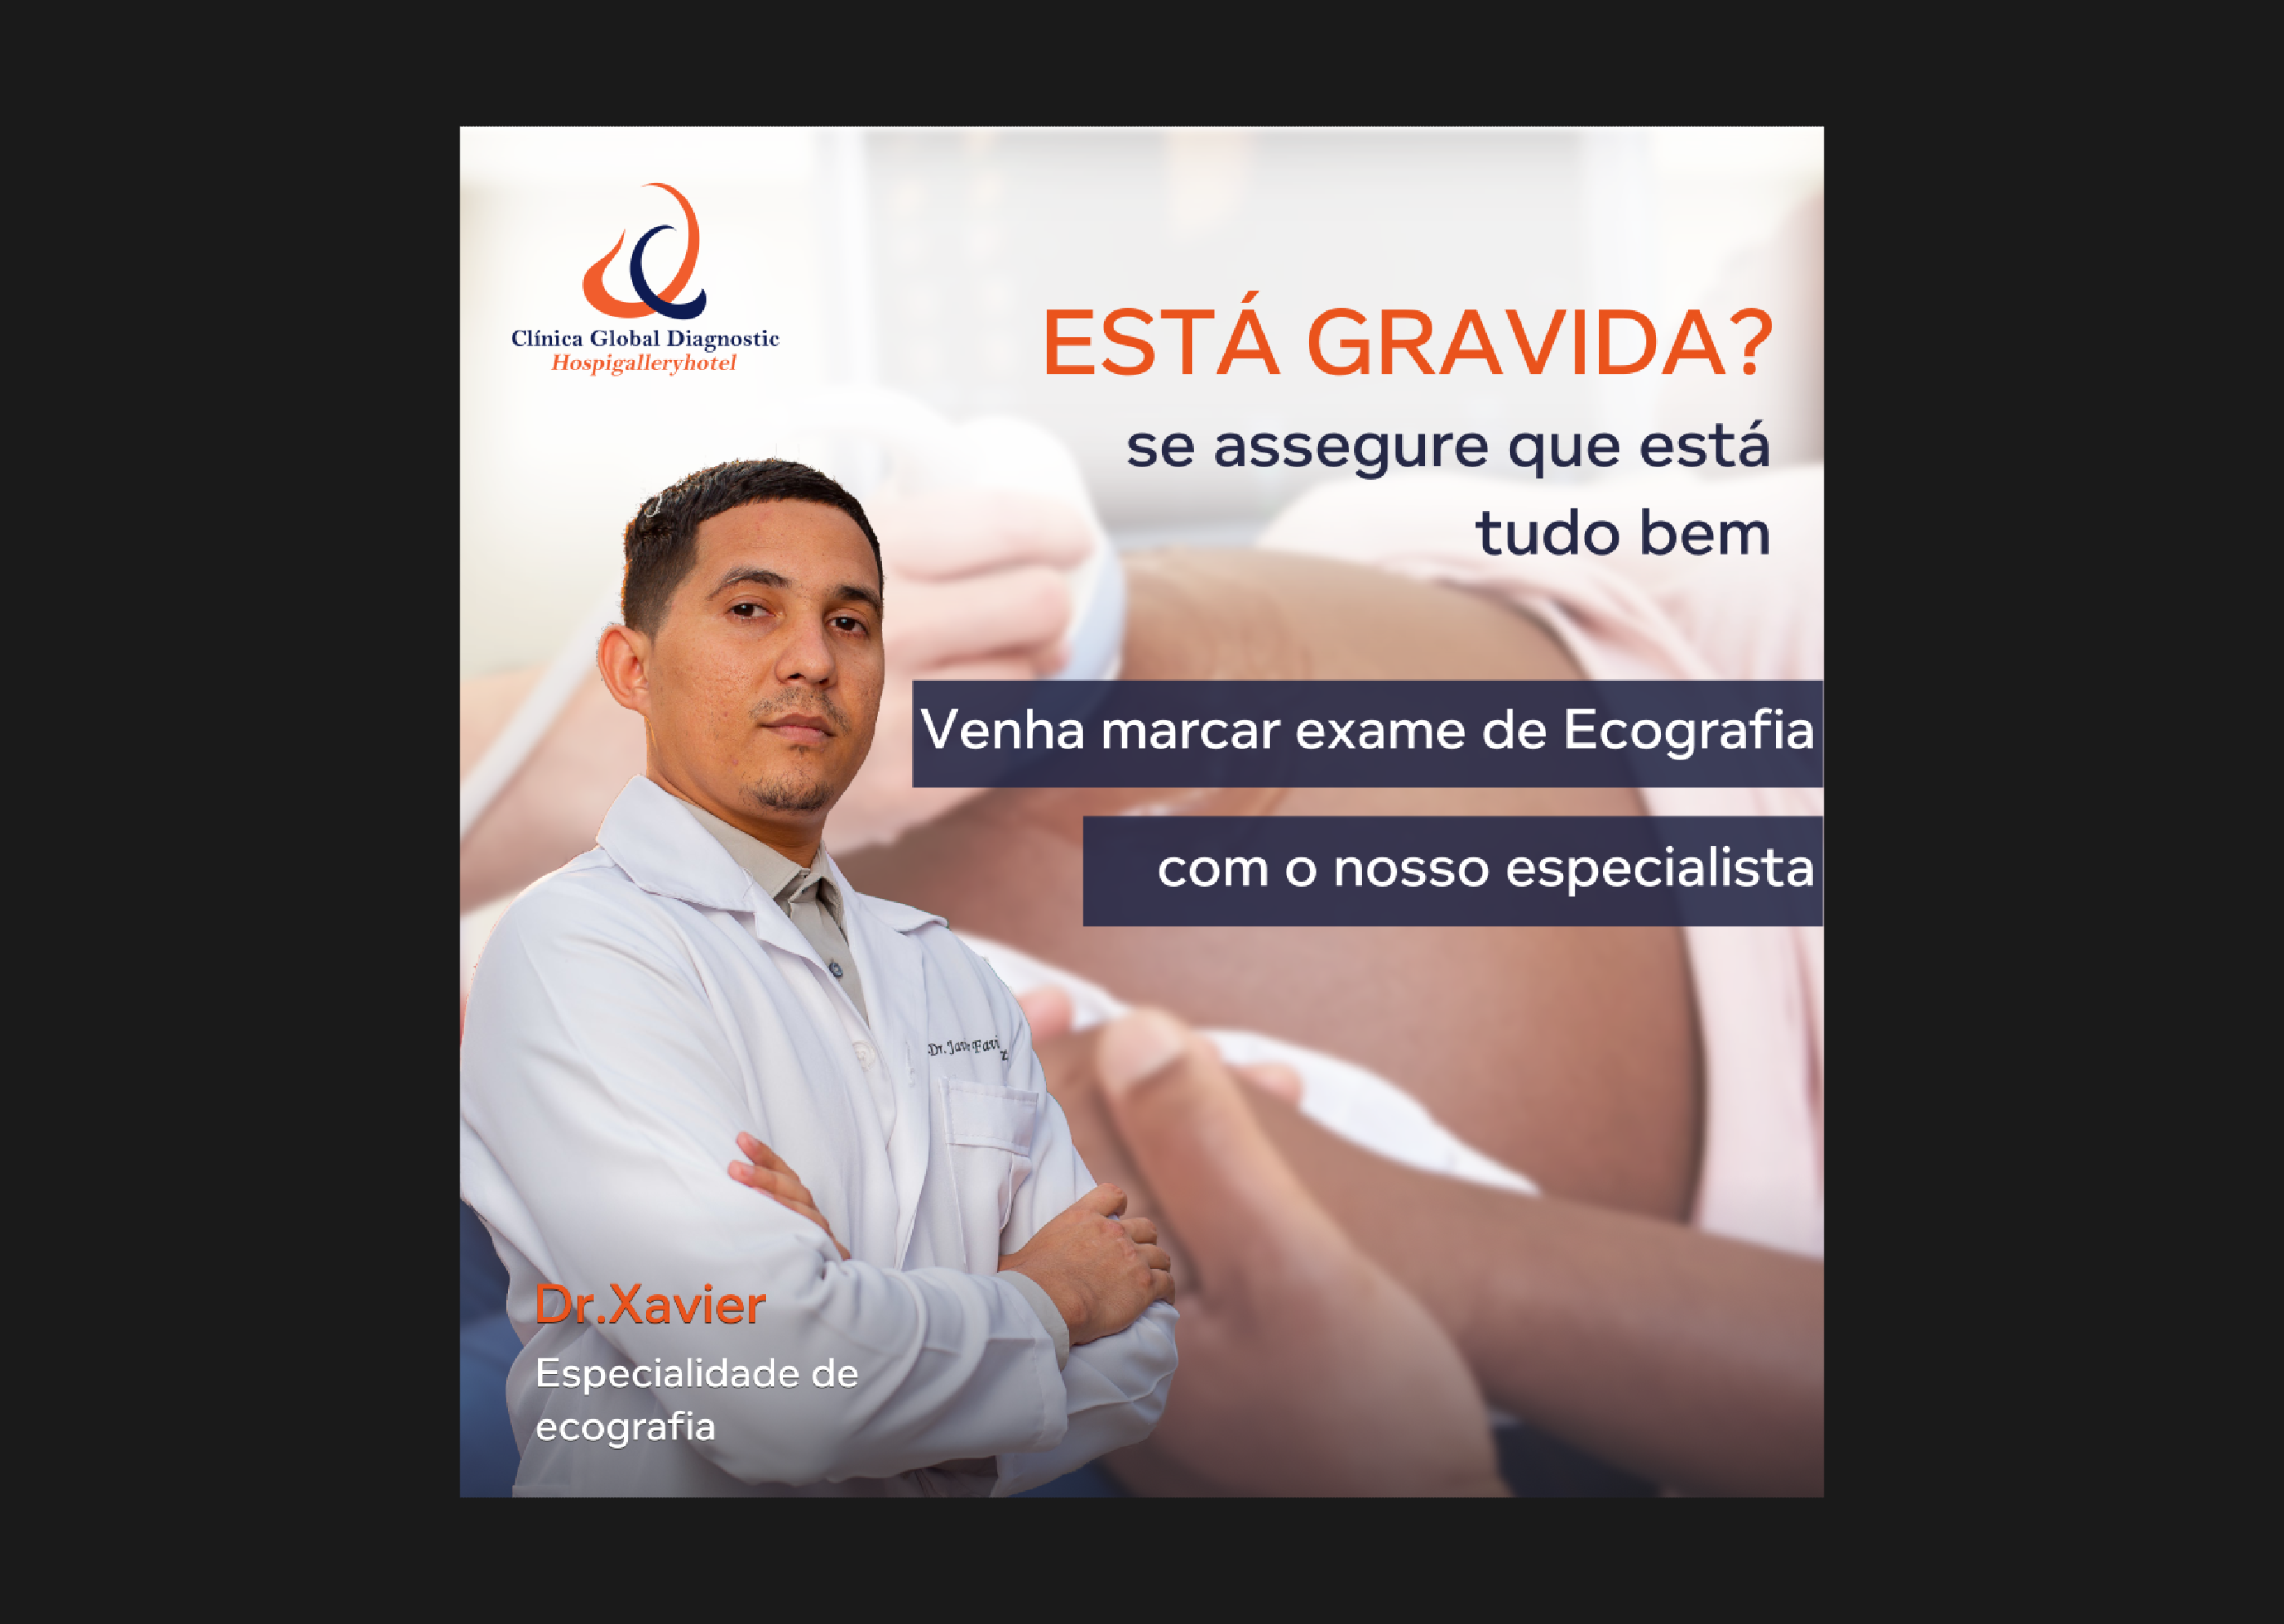 Clínica Global Diagnostic
Hospigalleryhotel
ESTÁ GRAVIDA?
se assegure que está
tudo bem
Venha marcar exame de Ecografia
com o nosso especialista
Dr.
Dr.Xavier
Especialidade de
ecografia